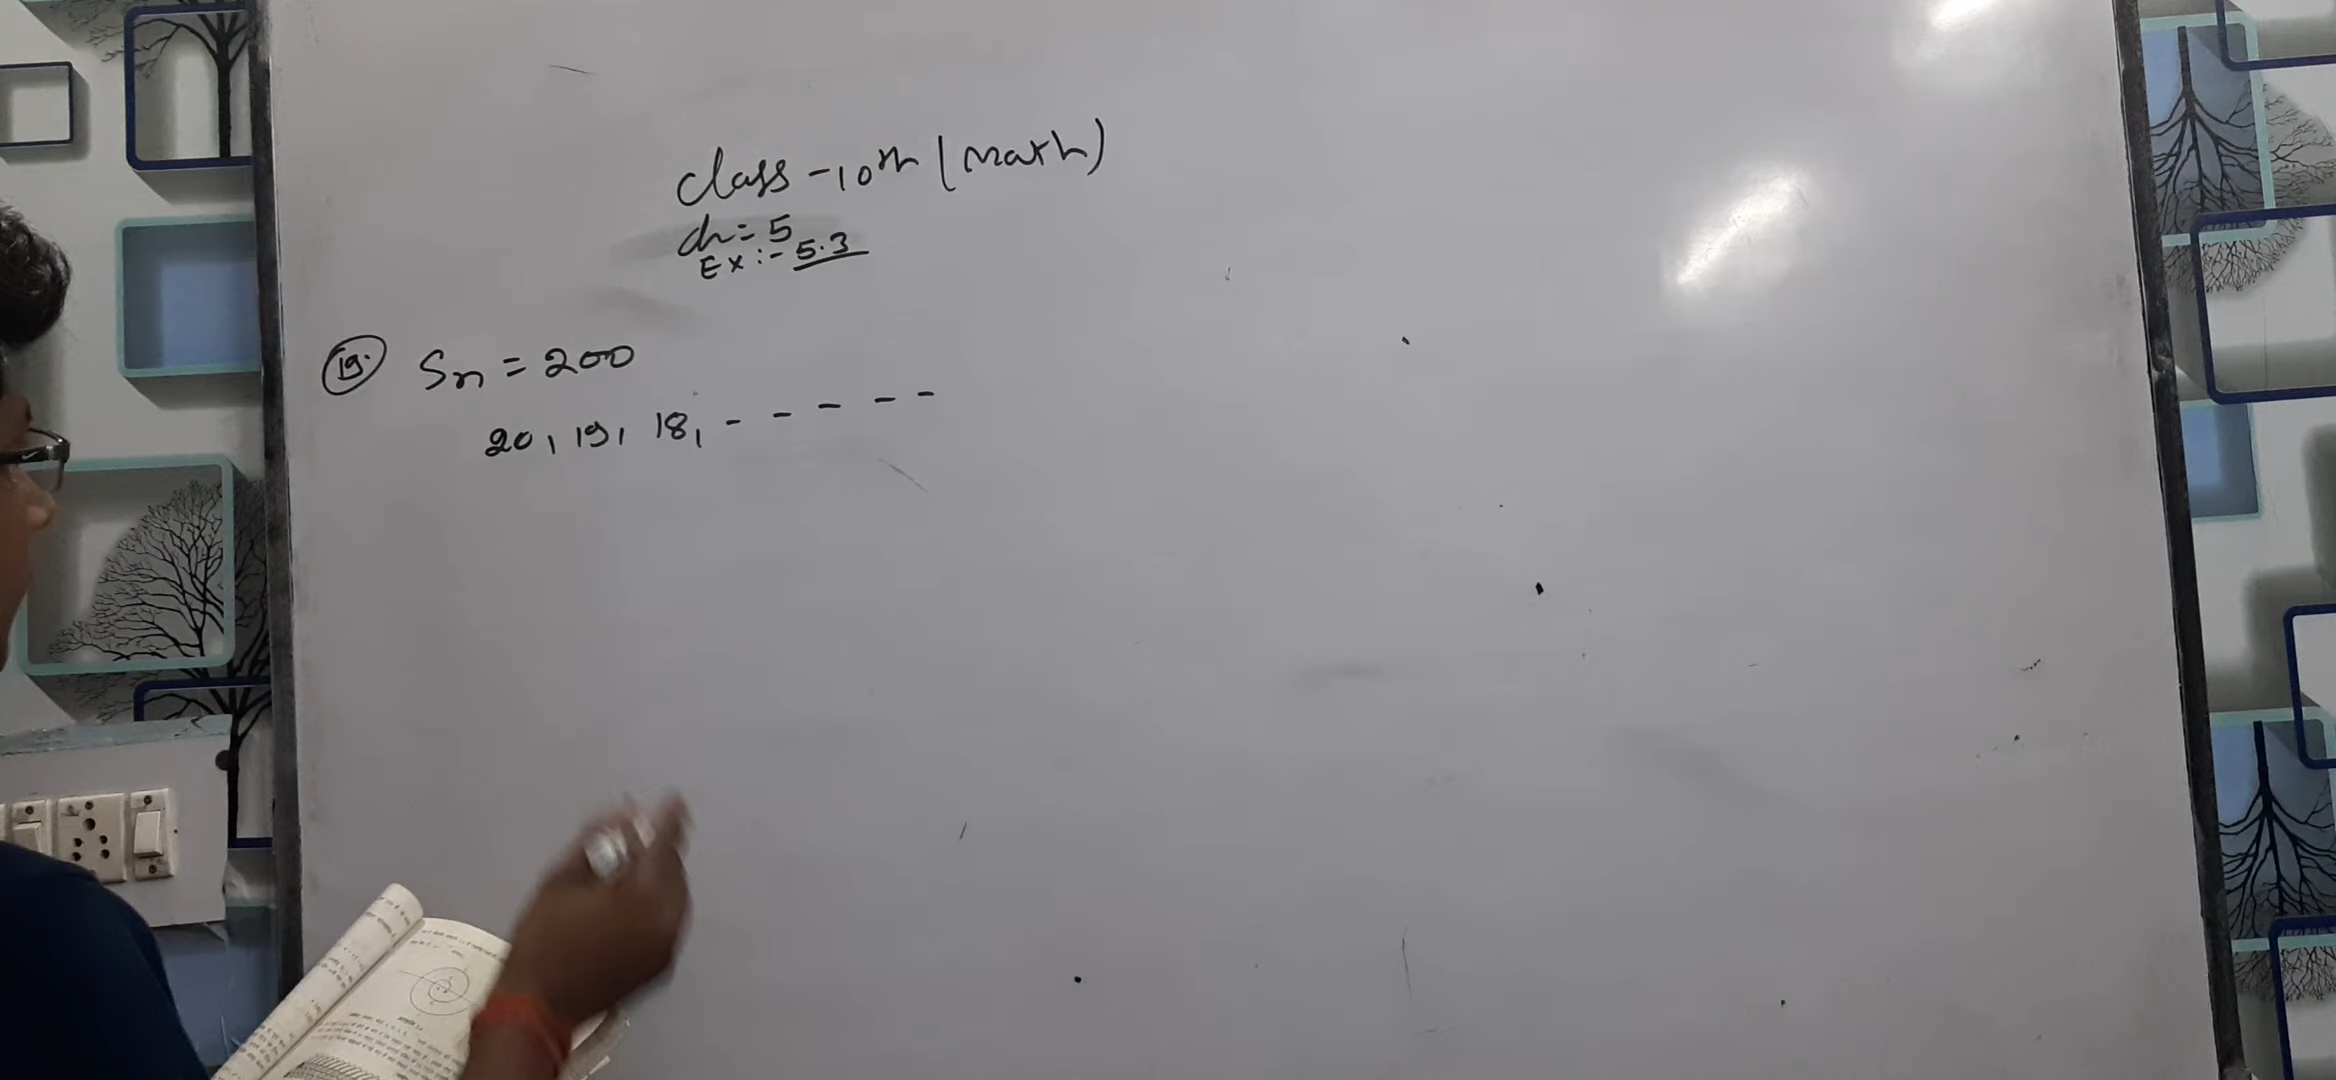 Class - 10th (Math)
Ch = 5
Ex :- 5.3
19. Sn = 200
20, 19, 18, - - - - -